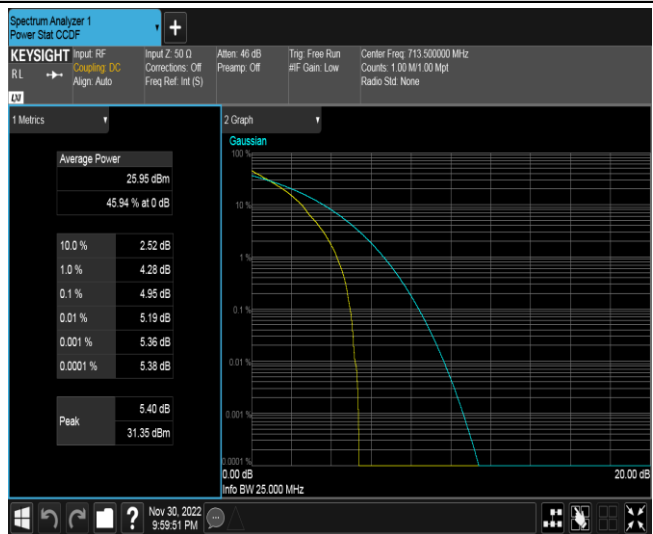 Spectrum Analyzer 1
Power Stat CCDF
+
KEYSIGHT
RL
LXI
Input: RF
Coupling: DC
Align: Auto
Input Z: 50 Ω
Corrections: Off
Freq Ref: Int (S)
Atten: 46 dB
Preamp: Off
Trig: Free Run
#IF Gain: Low
Center Freq: 713.500000 MHz
Counts: 1.00 M/1.00 Mpt
Radio Std: None
1 Metrics
Average Power
25.95 dBm
45.94 % at 0 dB
10.0 % 2.52 dB
1.0 % 4.28 dB
0.1 % 4.95 dB
0.01 % 5.19 dB
0.001 % 5.36 dB
0.0001 % 5.38 dB
Peak
5.40 dB
31.35 dBm
2 Graph
Gaussian
100 %
10 %
1 %
0.1 %
0.01 %
0.001 %
0.0001 %
0.00 dB
20.00 dB
Info BW 25.000 MHz
?
Nov 30, 2022
9:59:51 PM